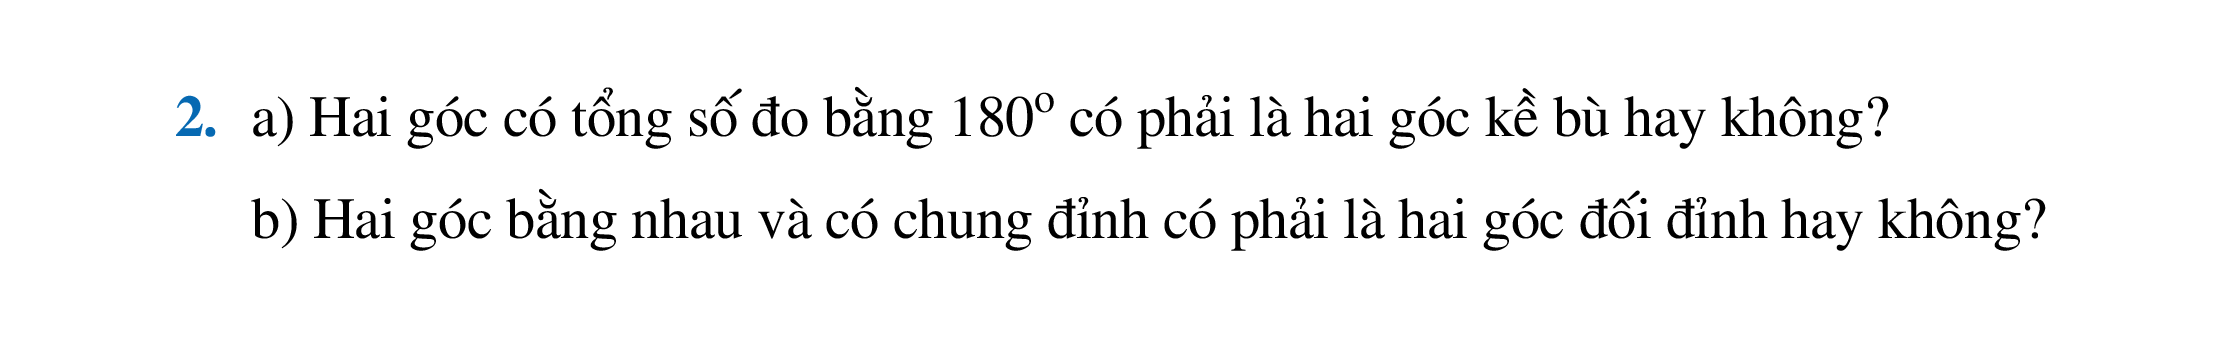 2. a) Hai góc có tổng số đo bằng 180º có phải là hai góc kề bù hay không?
b) Hai góc bằng nhau và có chung đỉnh có phải là hai góc đối đỉnh hay không?